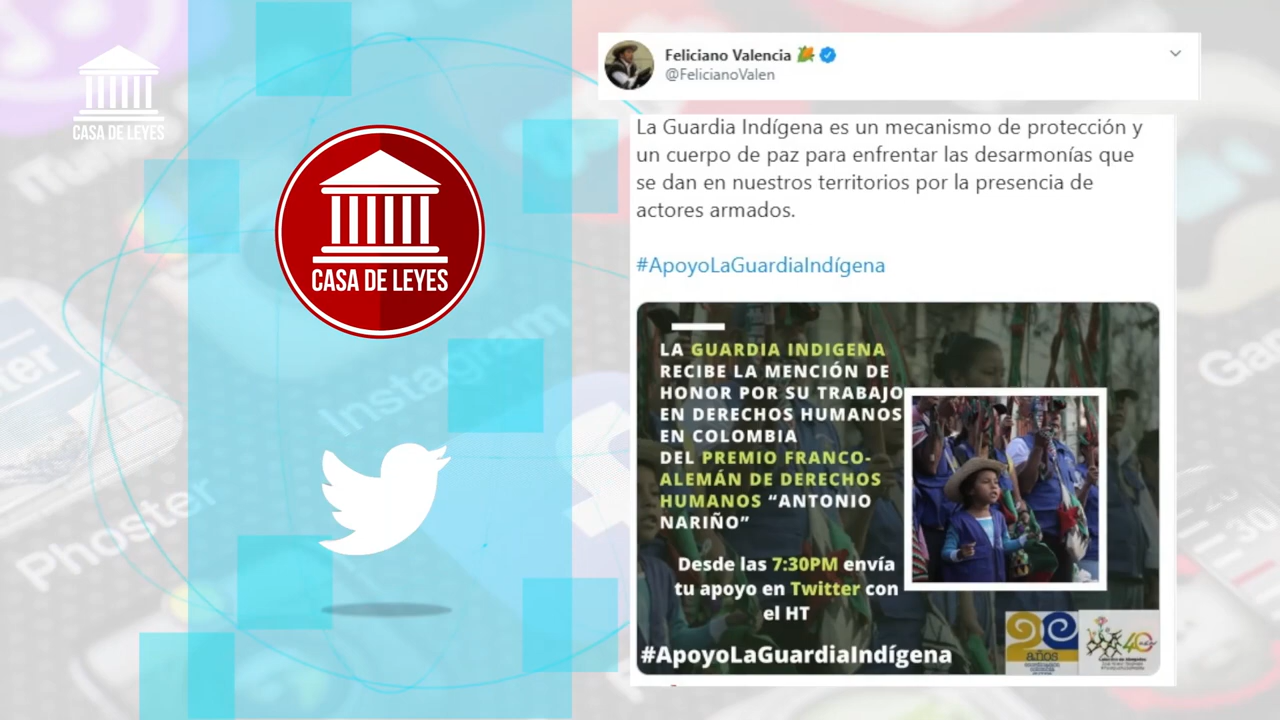 CASA DE LEYES
CASA DE LEYES
Instagram
Phoster
Feliciano Valencia
@FelicianoValen
La Guardia Indígena es un mecanismo de protección y
un cuerpo de paz para enfrentar las desarmonías que
se dan en nuestros territorios por la presencia de
actores armados.
#ApoyoLaGuardiaIndígena
LA GUARDIA INDIGENA
RECIBE LA MENCIÓN DE
HONOR POR SU TRABAJO
EN DERECHOS HUMANOS
EN COLOMBIA
DEL PREMIO FRANCO-
ALEMÁN DE DERECHOS
HUMANOS “ANTONIO
NARIÑO”
Desde las 7:30PM envía
tu apoyo en Twitter con
el HT
#ApoyoLaGuardiaIndígena
años
40